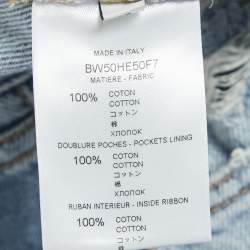 MADE IN ITALY
BW50HE50F7
MATIERE - FABRIC
100% COTON
COTTON
コットン
棉
ХЛОПОК
DOUBLURE POCHES - POCKETS LINING
100% COTON
COTTON
コットン
棉
ХЛОПОК
RUBAN INTERIEUR - INSIDE RIBBON
100% COTON
COTTON
コットン
棉